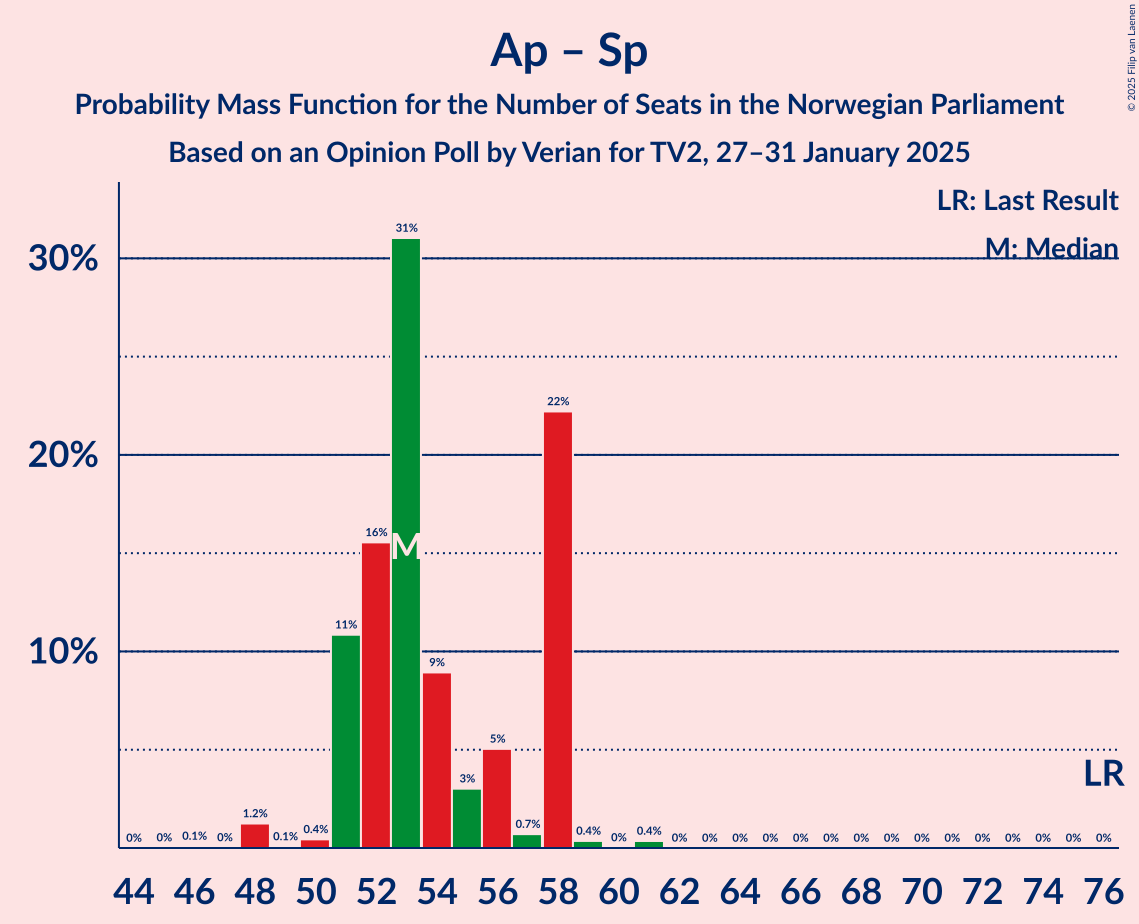 Ap – Sp
Probability Mass Function for the Number of Seats in the Norwegian Parliament
Based on an Opinion Poll by Verian for TV2, 27–31 January 2025
© 2025 Filip van Laenen
LR: Last Result
M: Median
30%
20%
10%
0% 0% 0.1% 0% 1.2% 0.1% 0.4% 11% 16% 31% 9% 3% 5% 0.7% 22% 0.4% 0% 0.4% 0% 0% 0% 0% 0% 0% 0% 0% 0% 0% 0% 0% 0% 0% 0%
M
LR
44 46 48 50 52 54 56 58 60 62 64 66 68 70 72 74 76